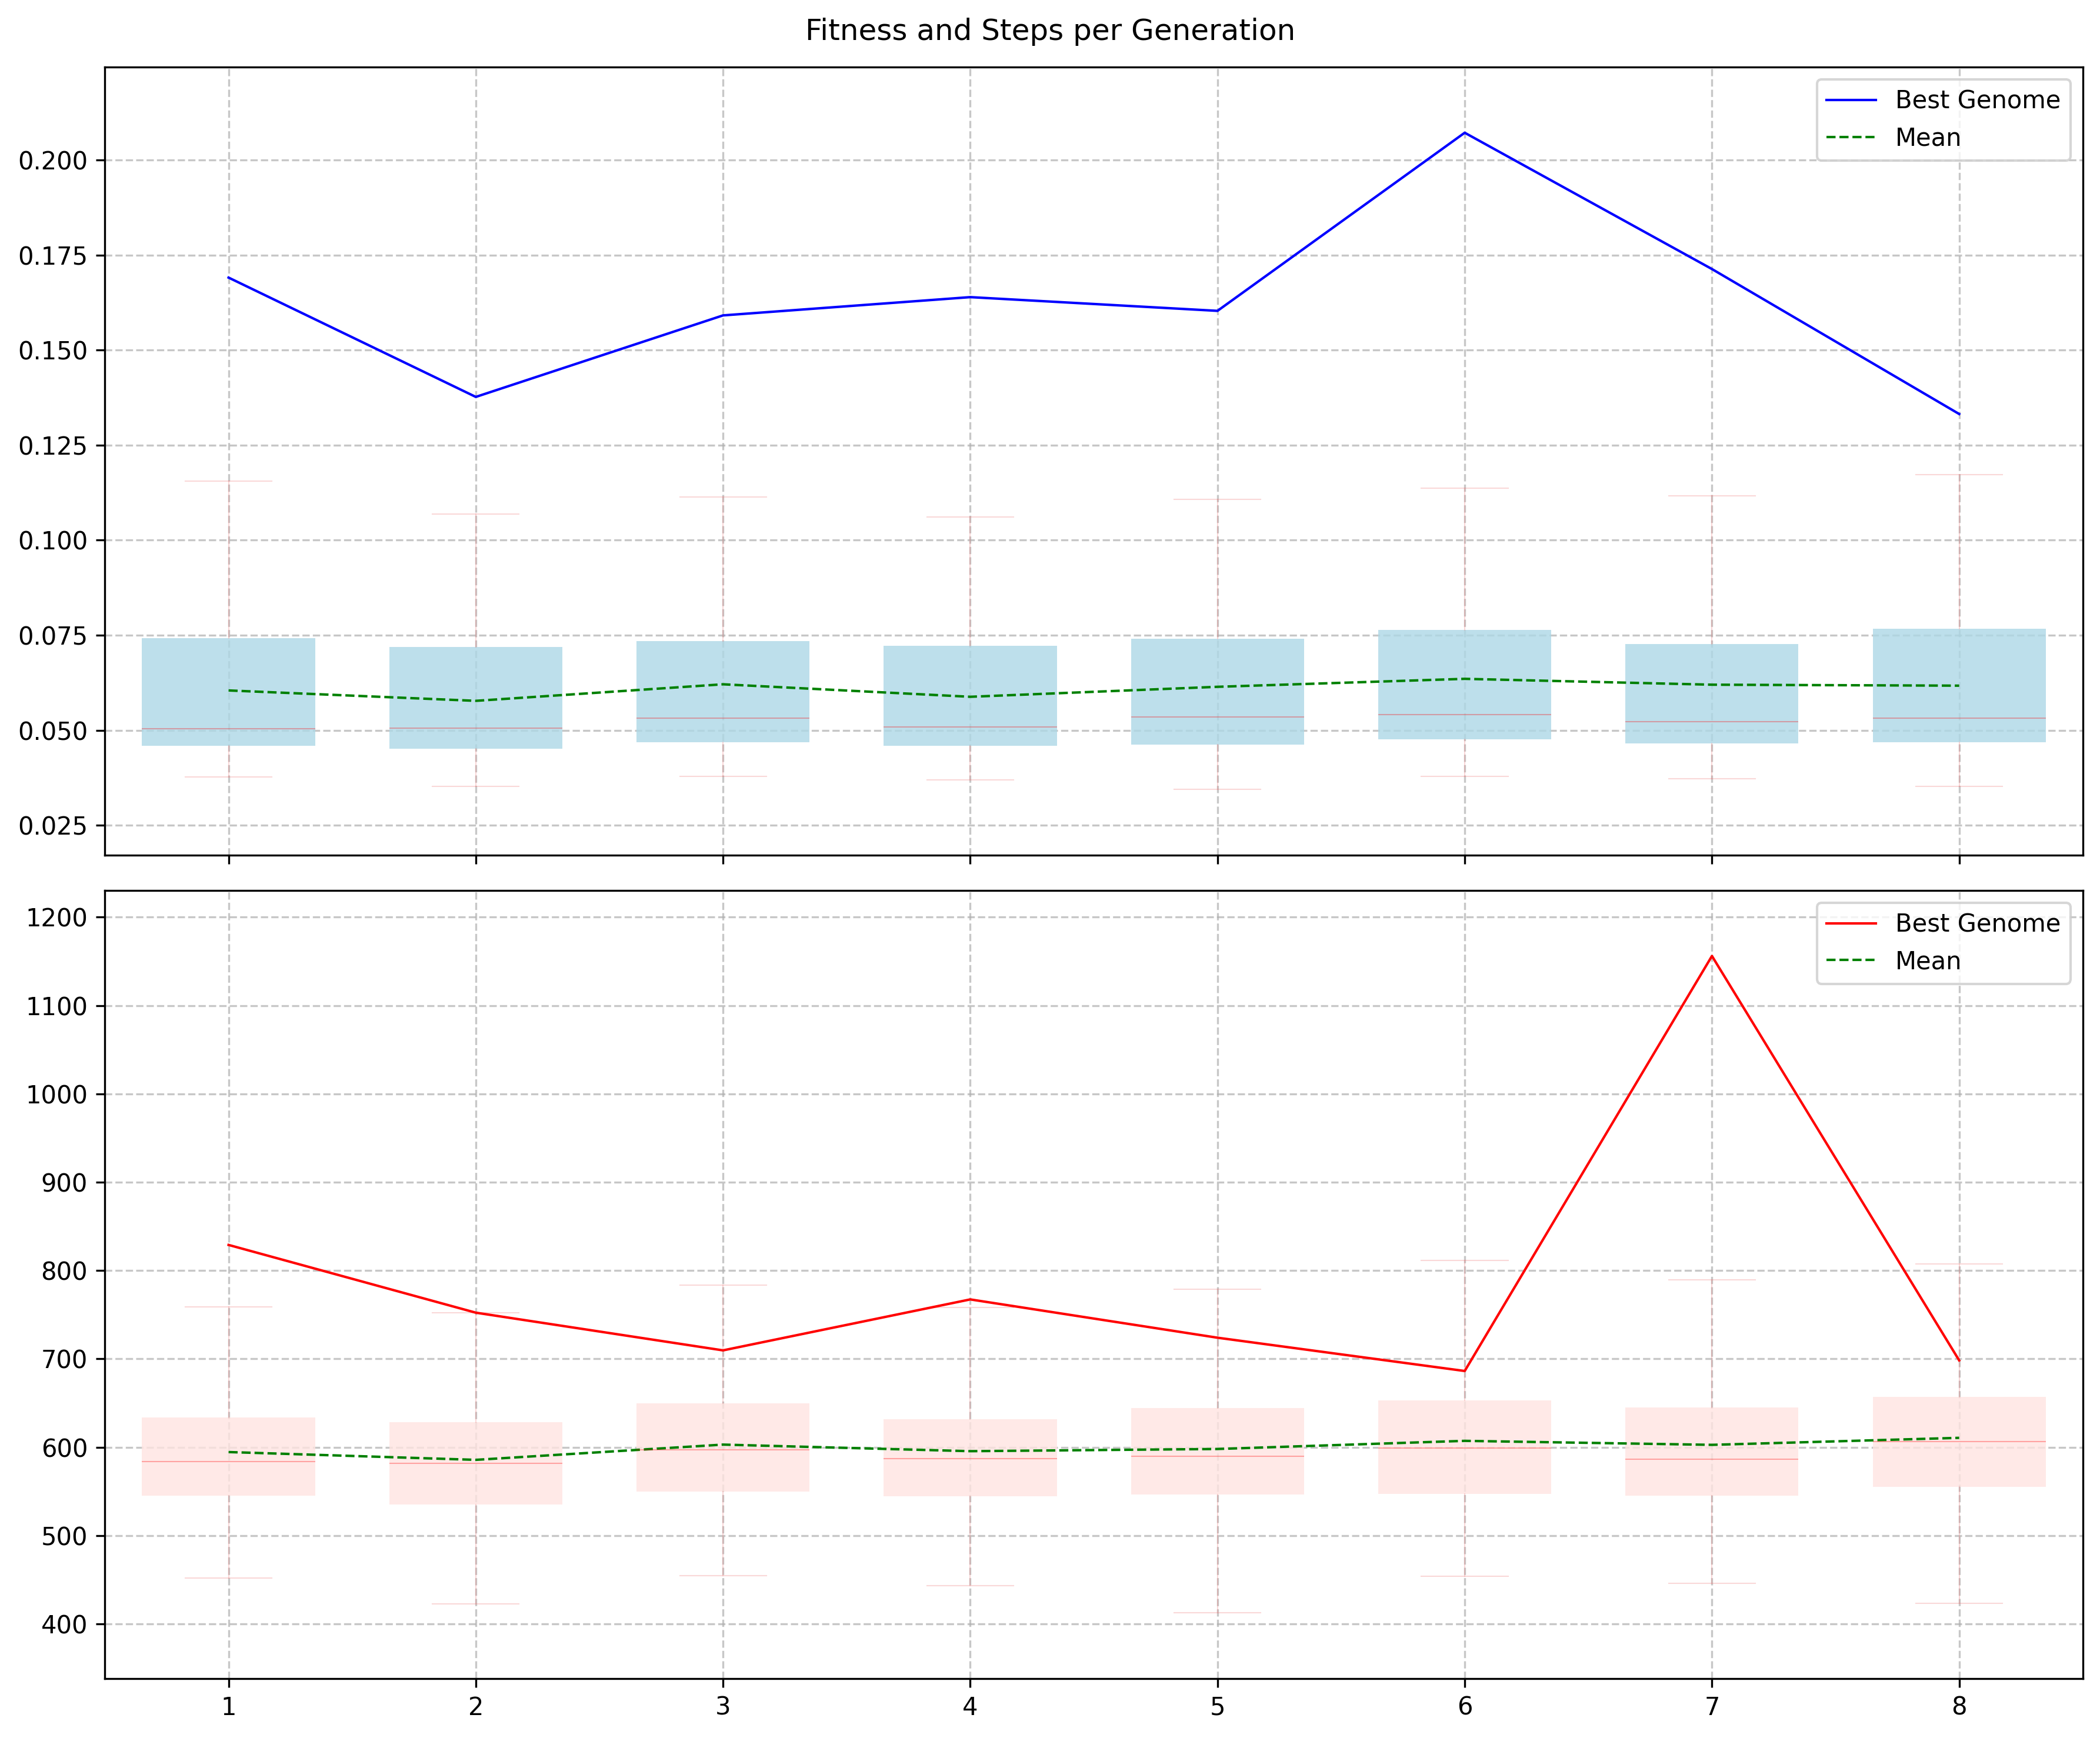 Fitness and Steps per Generation
Best Genome
Mean
0.200
0.175
0.150
0.125
0.100
0.075
0.050
0.025
Best Genome
Mean
1200
1100
1000
900
800
700
600
500
400
1 2 3 4 5 6 7 8